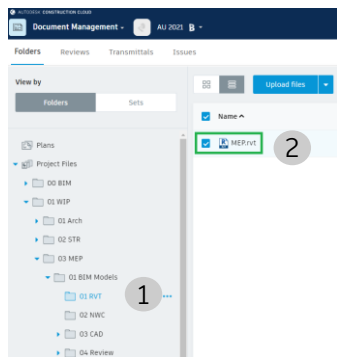 AUTODESK CONSTRUCTION CLOUD
Document Management AU 2021 B
Folders Reviews Transmittals Issues
View by
Folders Sets
Upload files
Name
Plans
MEP.rvt 2
Project Files
00 BIM
01 WIP
01 Arch
02 STR
03 MEP
01 BIM Models
01 RVT 1 ...
02 NWC
03 CAD
04 Review